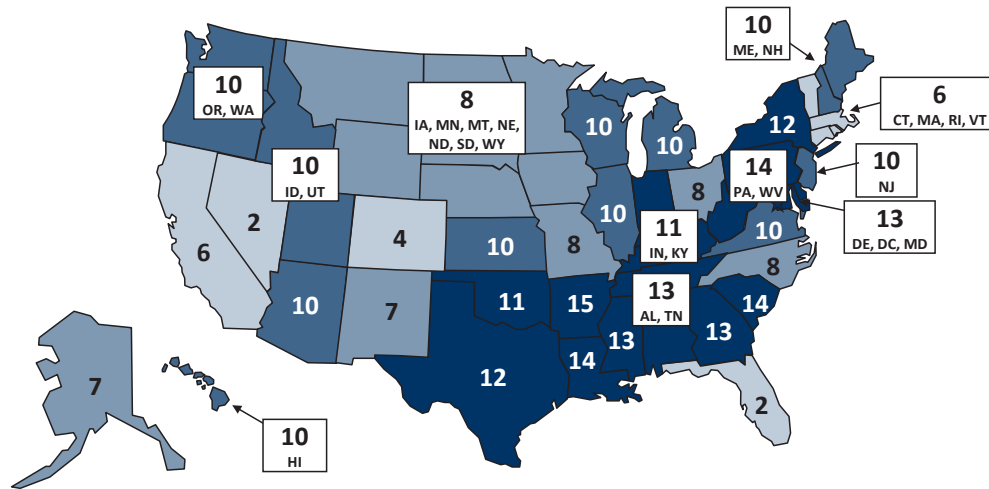 10
ME, NH
10
OR, WA
8
IA, MN, MT, NE,
ND, SD, WY
6
CT, MA, RI, VT
12
10
10
14
PA, WV
10
NJ
10
ID, UT
8
2
10
11
IN, KY
10
13
DE, DC, MD
4
6
10
8
8
13
AL, TN
11
15
14
10
7
13
13
14
12
7
2
10
HI